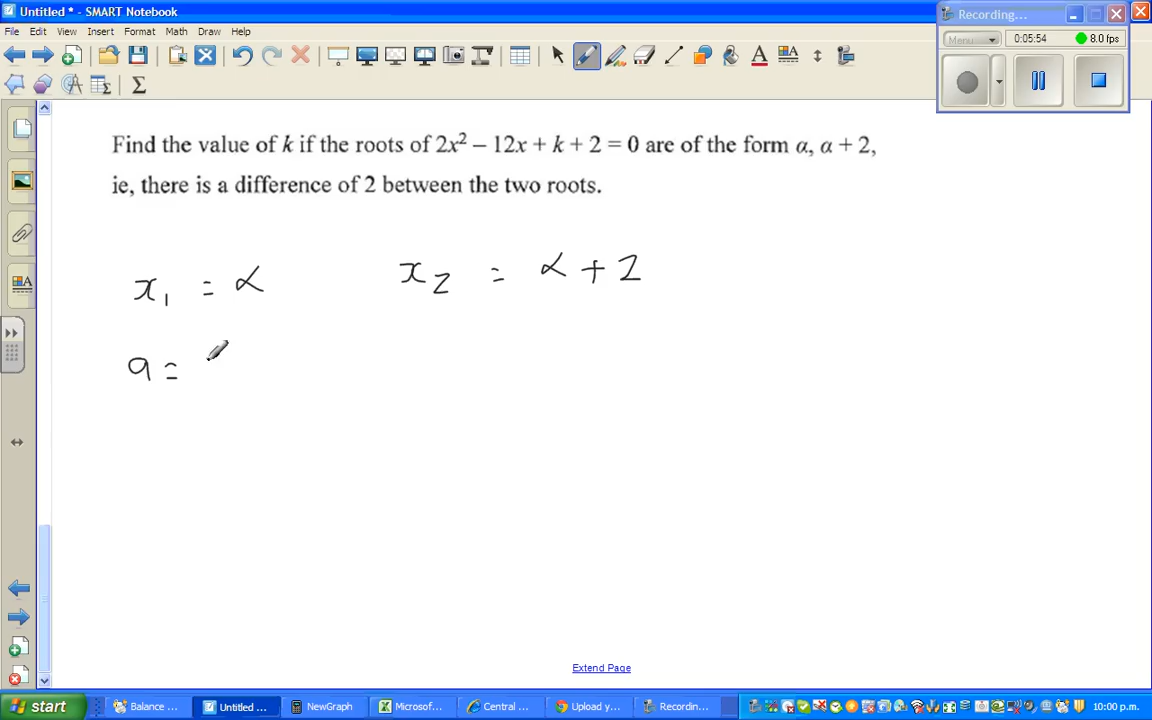 Untitled * - SMART Notebook
Recording...
File Edit View Insert Format Math Draw Help
Menu
0:05:54
8.0 fps
Find the value of k if the roots of 2x² – 12x + k + 2 = 0 are of the form α, α + 2,
ie, there is a difference of 2 between the two roots.
x₁ = α x₂ = α + 2
a =
Extend Page
start
Balance ...
Untitled ...
NewGraph
Microsof...
Central ...
Upload y...
Recordin...
10:00 p.m.